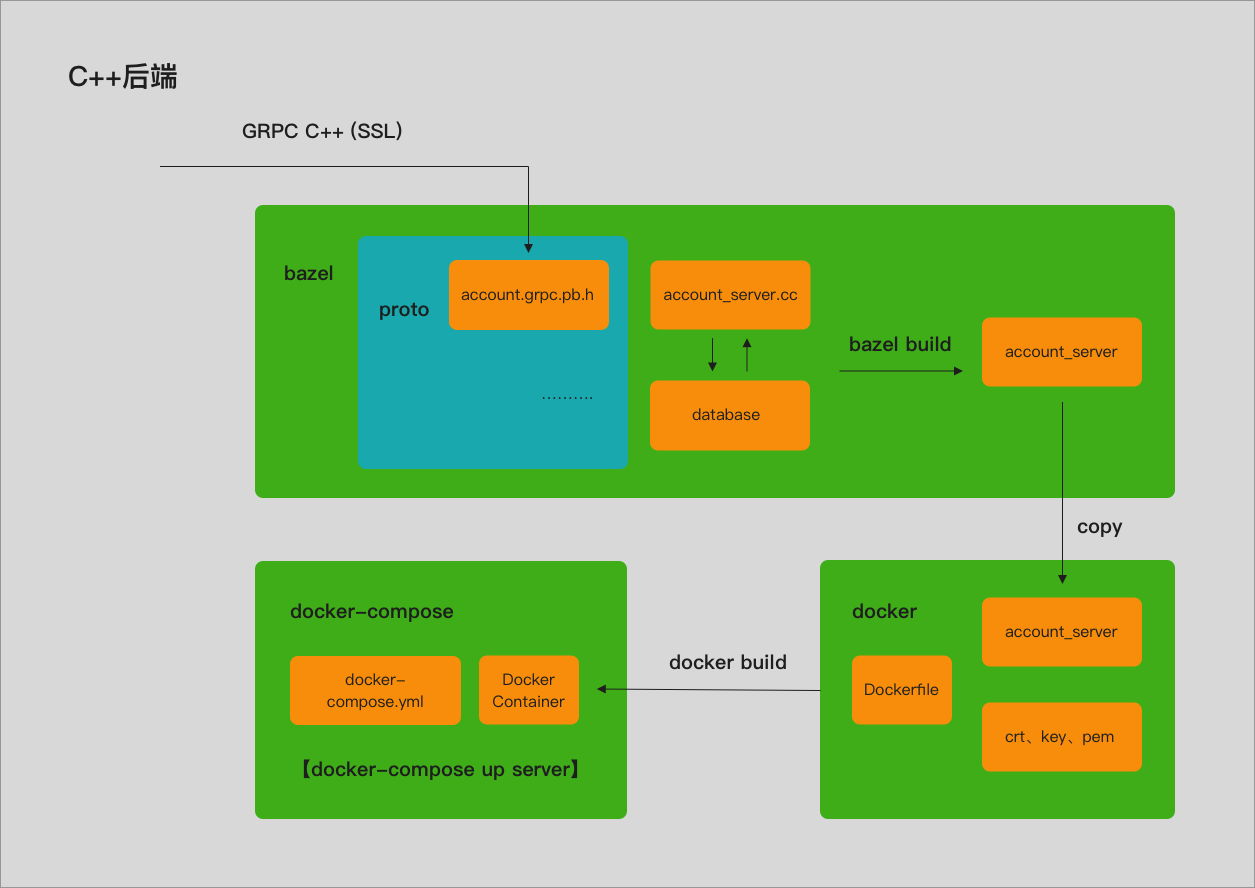 C++后端
GRPC C++ (SSL)
bazel
proto
account.grpc.pb.h
..........
account_server.cc
database
bazel build
account_server
copy
docker-compose
docker-
compose.yml
Docker
Container
【docker-compose up server】
docker build
docker
Dockerfile
account_server
crt、key、pem